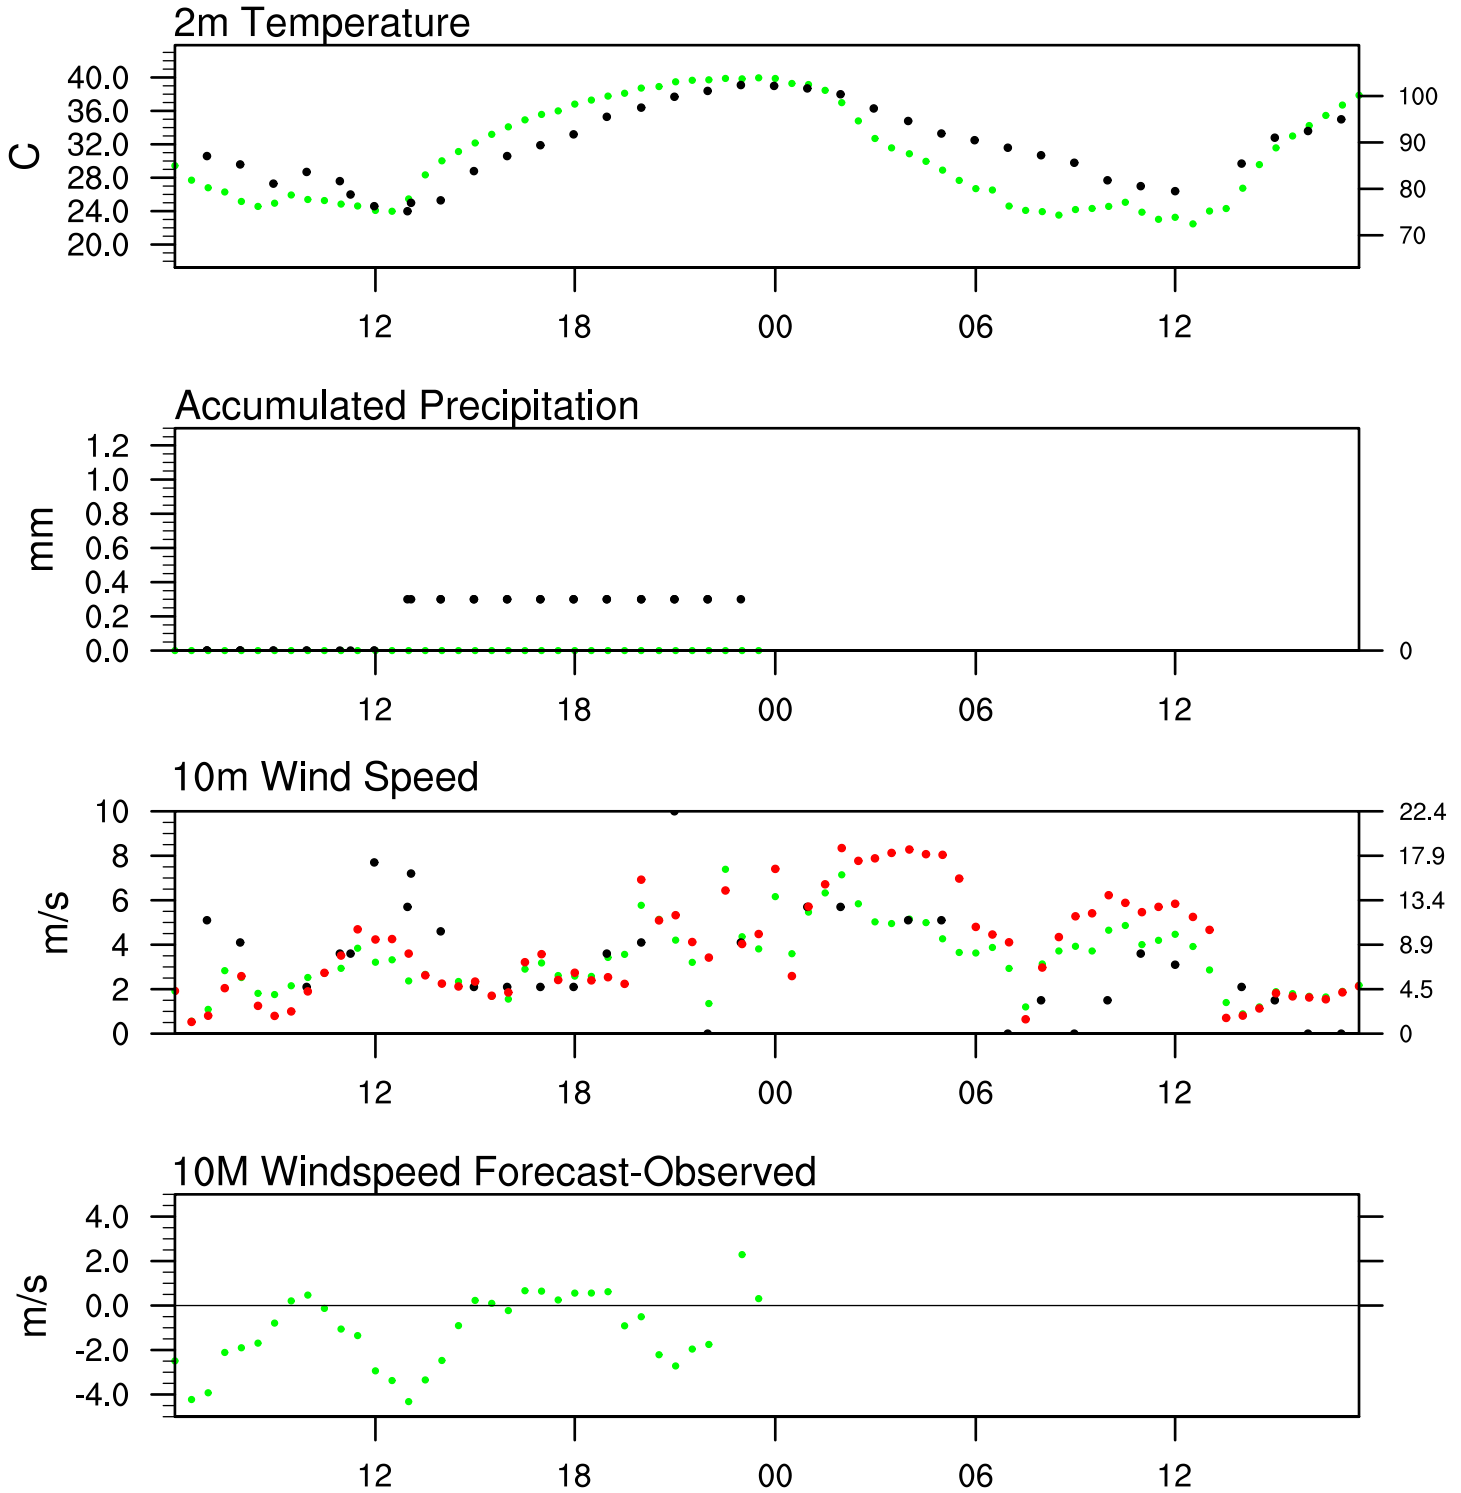 2m Temperature
40.0
36.0
32.0
28.0
24.0
20.0
C
100
90
80
70
12 18 00 06 12
Accumulated Precipitation
1.2
1.0
0.8
0.6
0.4
0.2
0.0
mm
0
12 18 00 06 12
10m Wind Speed
10
8
6
4
2
0
m/s
22.4
17.9
13.4
8.9
4.5
0
12 18 00 06 12
10M Windspeed Forecast-Observed
4.0
2.0
0.0
-2.0
-4.0
m/s
12 18 00 06 12